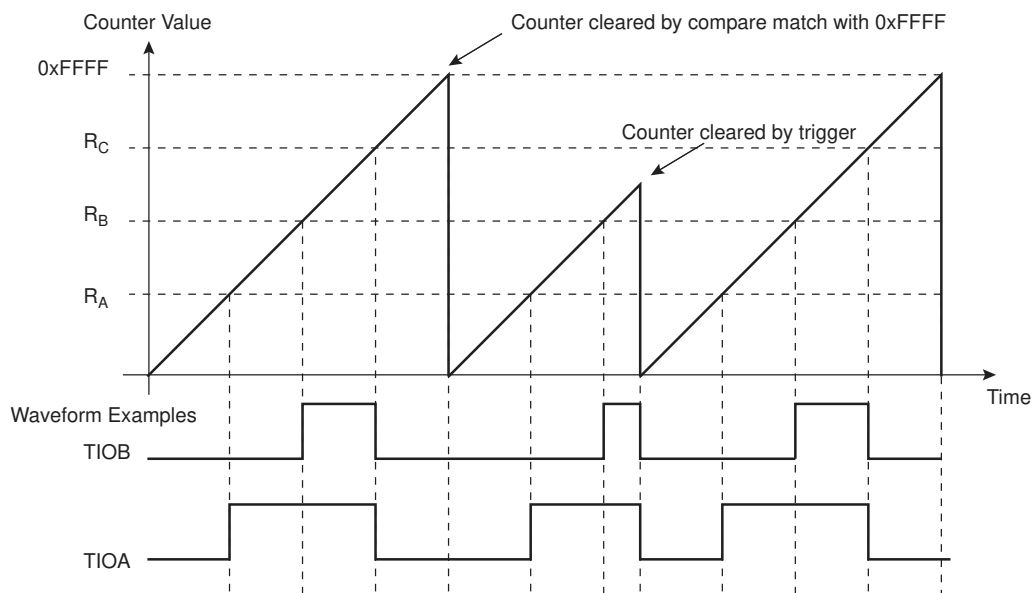 Counter Value
Counter cleared by compare match with 0xFFFF
0xFFFF
Counter cleared by trigger
RC
RB
RA
Time
Waveform Examples
TIOB
TIOA